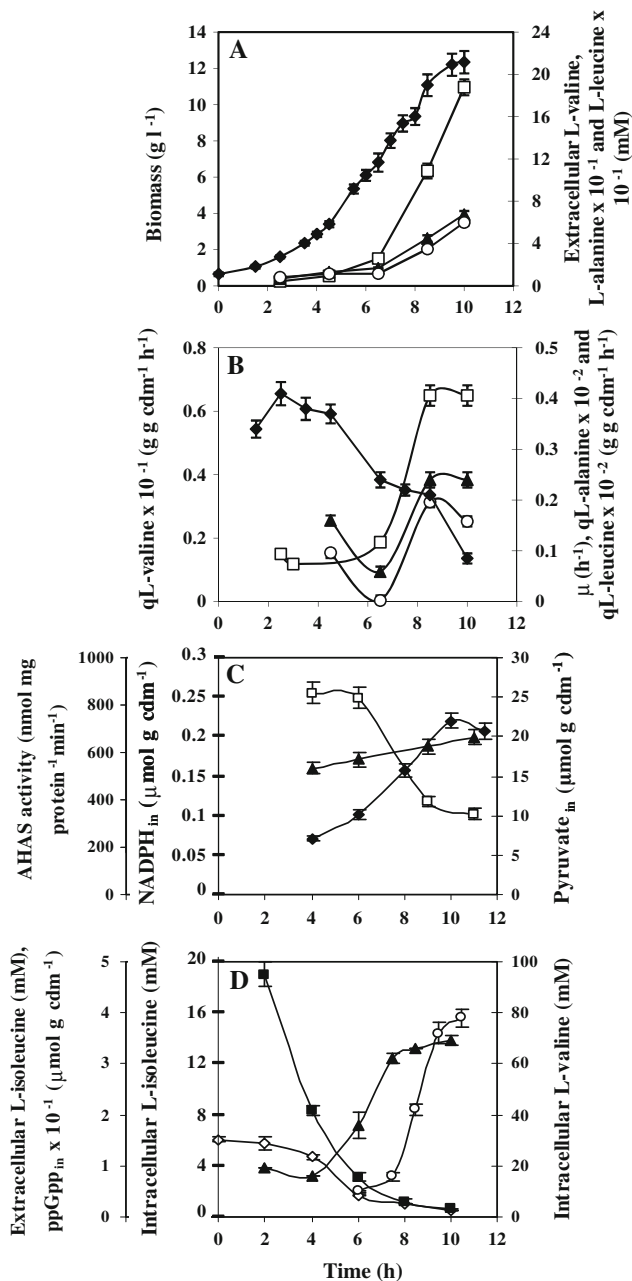 A
Biomass (g l⁻¹)
14
12
10
8
6
4
2
0
24
20
16
12
8
4
0
Extracellular L-valine,
L-alanine x 10⁻¹ and L-leucine x
10⁻¹ (mM)
0 2 4 6 8 10 12
B
qL-valine x 10⁻¹ (g g cdm⁻¹ h⁻¹)
0.8
0.6
0.4
0.2
0
0.5
0.4
0.3
0.2
0.1
0
μ (h⁻¹), qL-alanine x 10⁻² and
qL-leucine x 10⁻² (g g cdm⁻¹ h⁻¹)
0 2 4 6 8 10 12
C
AHAS activity (nmol mg
protein⁻¹ min⁻¹)
1000
800
600
400
200
0
NADPH in (μmol g cdm⁻¹)
0.3
0.25
0.2
0.15
0.1
0.05
0
30
25
20
15
10
5
0
Pyruvate in (μmol g cdm⁻¹)
0 2 4 6 8 10
D
Extracellular L-isoleucine (mM),
ppGpp in x 10⁻¹ (μmol g cdm⁻¹)
5
4
3
2
1
0
Intracellular L-isoleucine (mM)
20
16
12
8
4
0
100
80
60
40
20
0
Intracellular L-valine (mM)
0 2 4 6 8 10 12
Time (h)